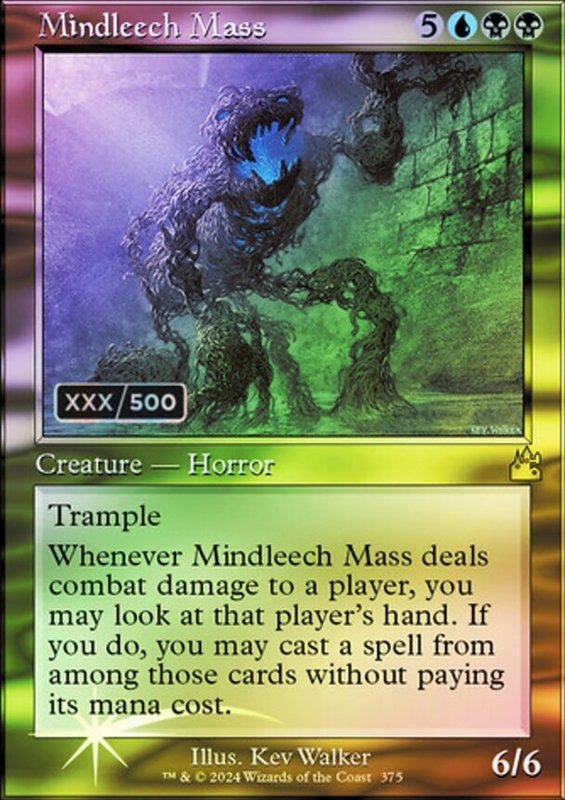 Mindleech Mass 5
XXX/500
KEV. WALKER
Creature — Horror
Trample
Whenever Mindleech Mass deals
combat damage to a player, you
may look at that player's hand. If
you do, you may cast a spell from
among those cards without paying
its mana cost.
Illus. Kev Walker
™ & © 2024 Wizards of the Coast 375
6/6